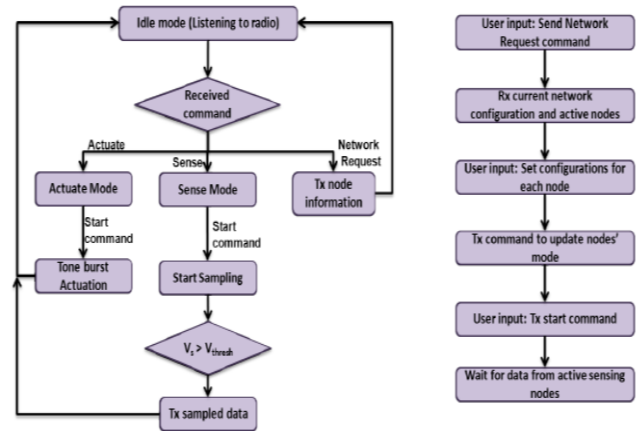 Idle mode (Listening to radio)
Received
command
Actuate
Sense
Network
Request
Actuate Mode
Sense Mode
Tx node
information
Start
command
Start
command
Tone burst
Actuation
Start Sampling
Vs > Vthresh
Tx sampled data
User input: Send Network
Request command
Rx current network
configuration and active nodes
User input: Set configurations for
each node
Tx command to update nodes'
mode
User input: Tx start command
Wait for data from active sensing
nodes